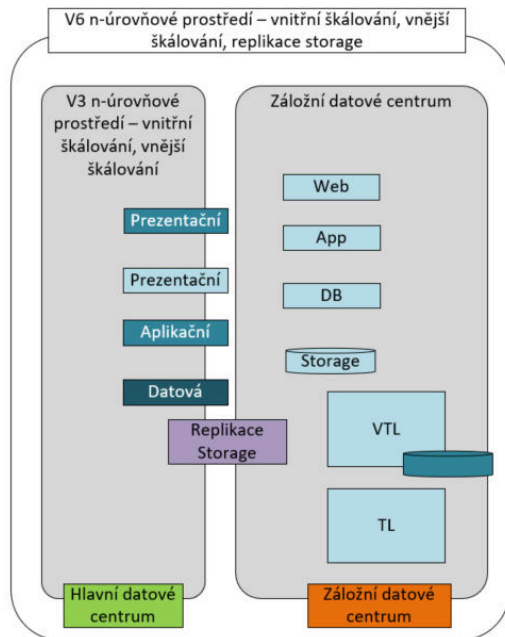 V6 n-úrovňové prostředí – vnitřní škálování, vnější
škálování, replikace storage
V3 n-úrovňové
prostředí – vnitřní
škálování, vnější
škálování
Prezentační
Prezentační
Aplikační
Datová
Replikace
Storage
Hlavní datové
centrum
Záložní datové centrum
Web
App
DB
Storage
VTL
TL
Záložní datové
centrum